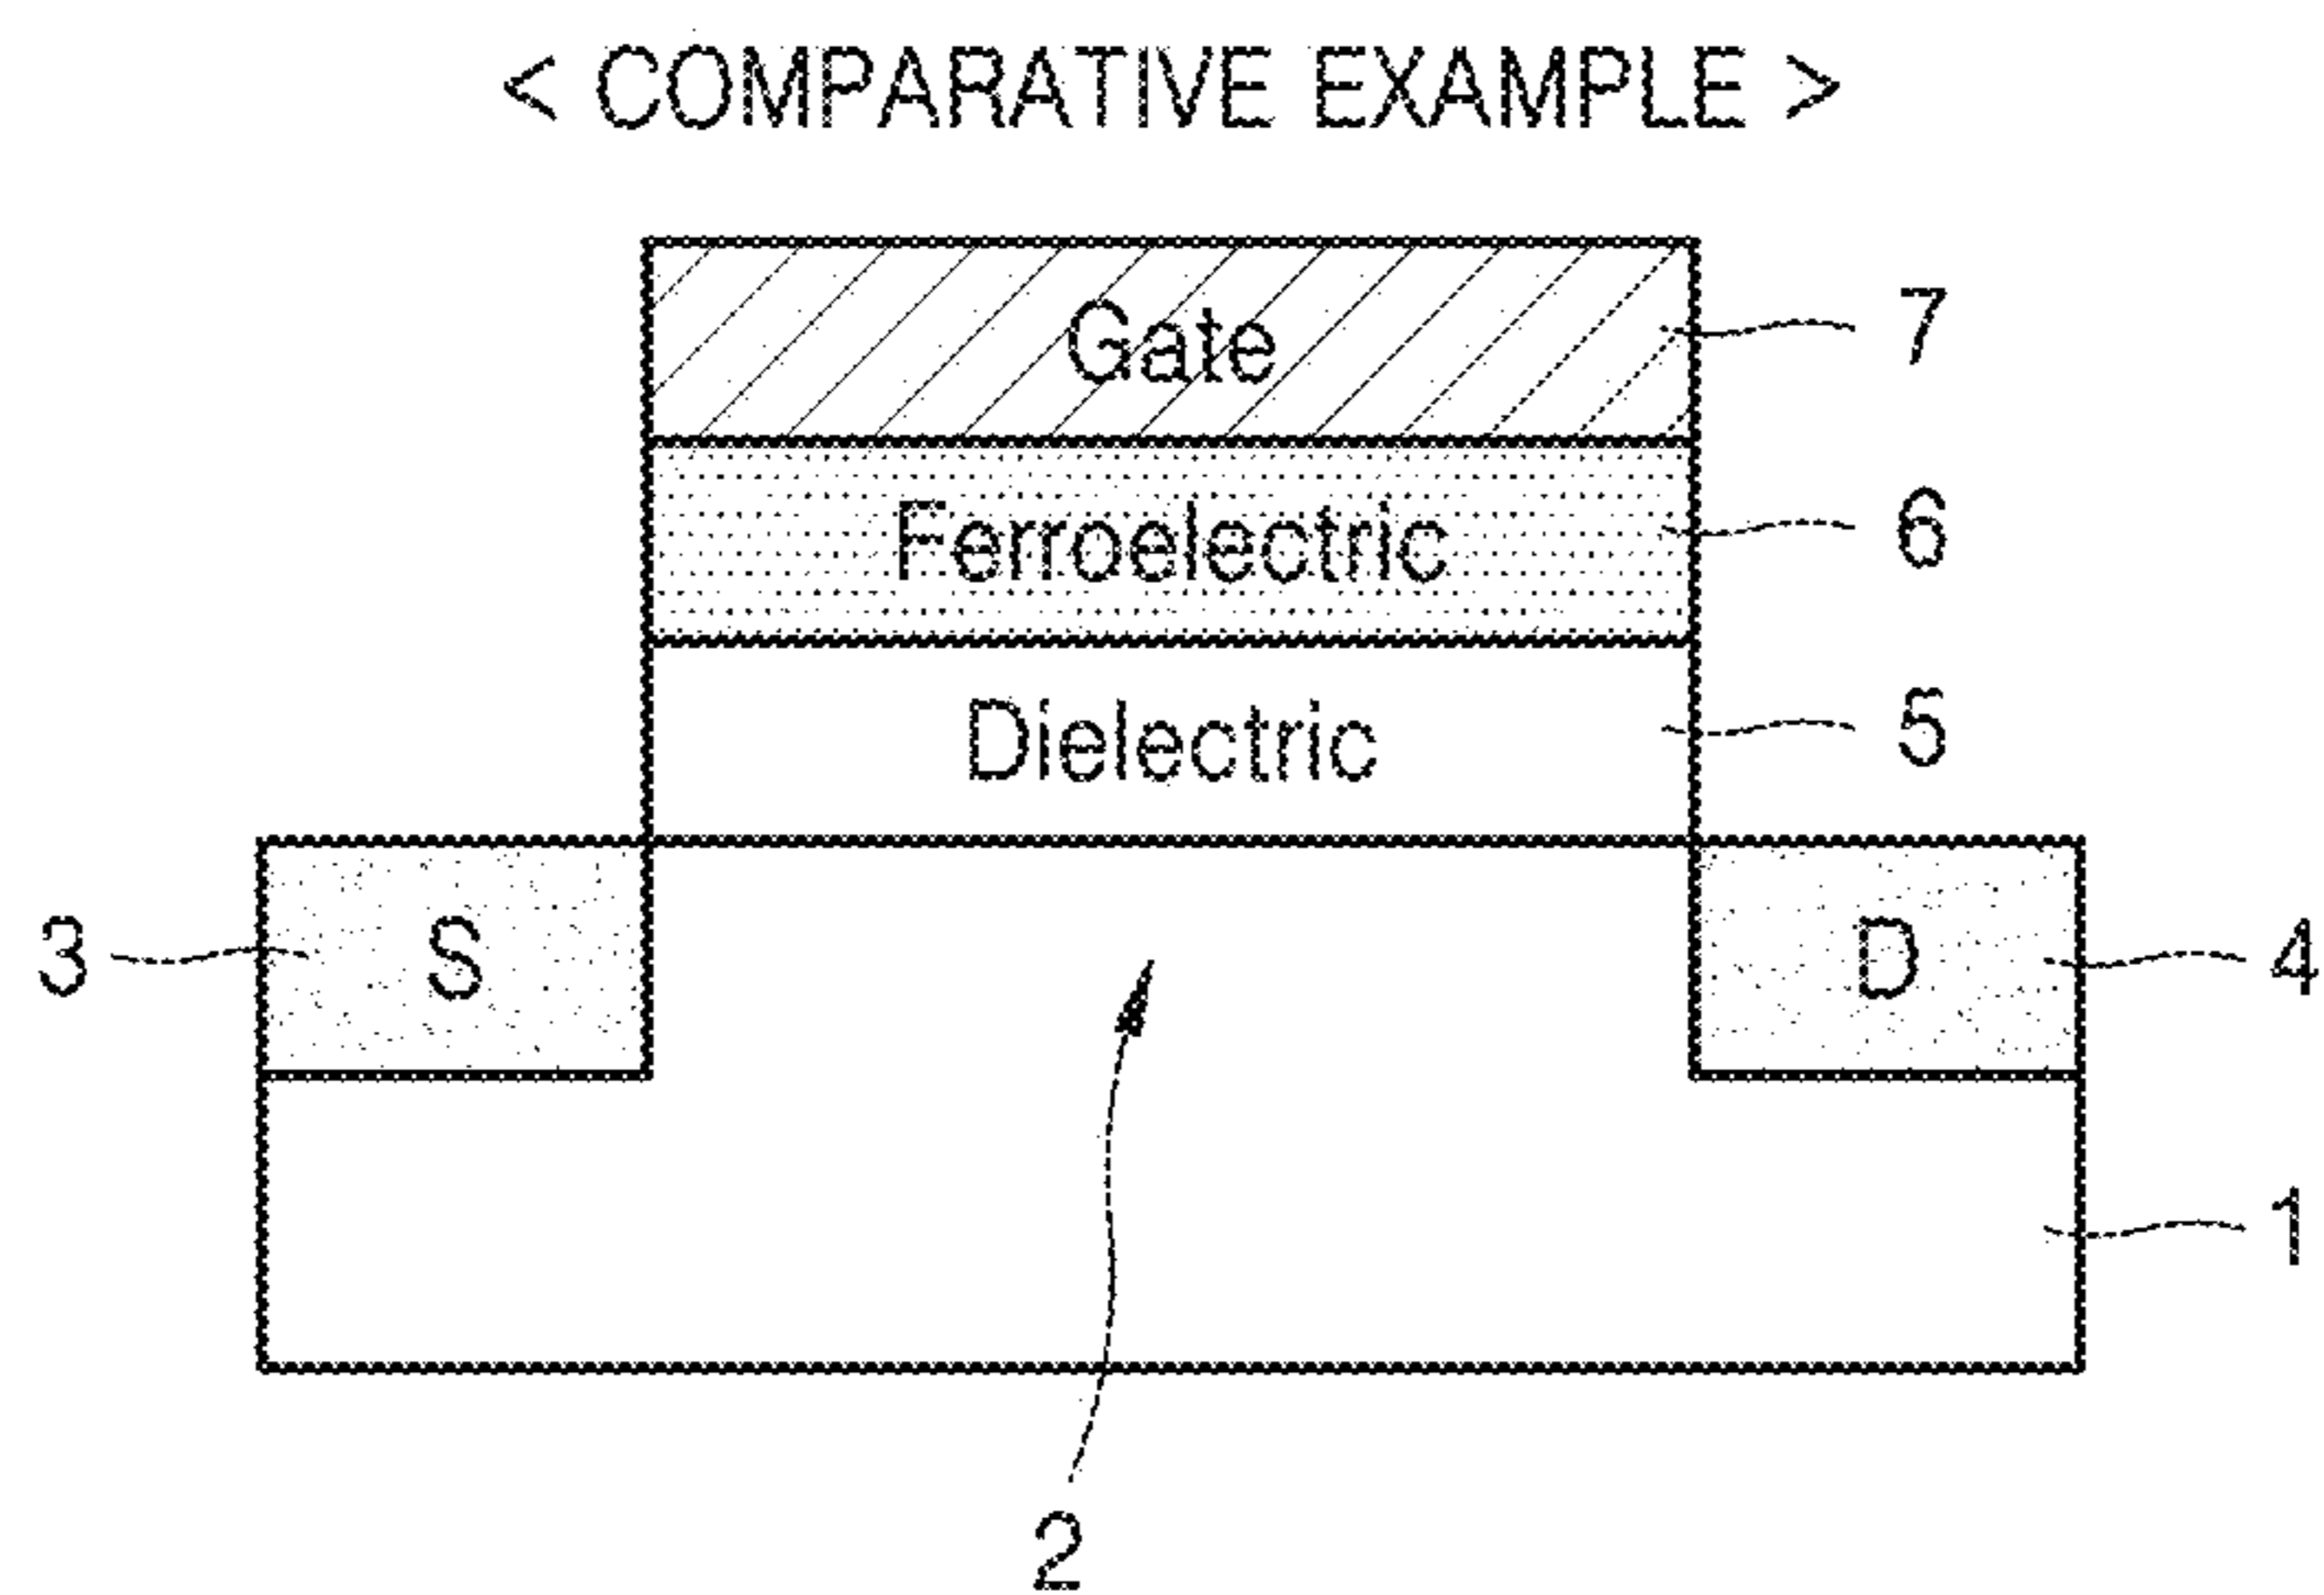 < COMPARATIVE EXAMPLE >
Gate 7
Ferroelectric 6
Dielectric 5
3 S D 4
1
2